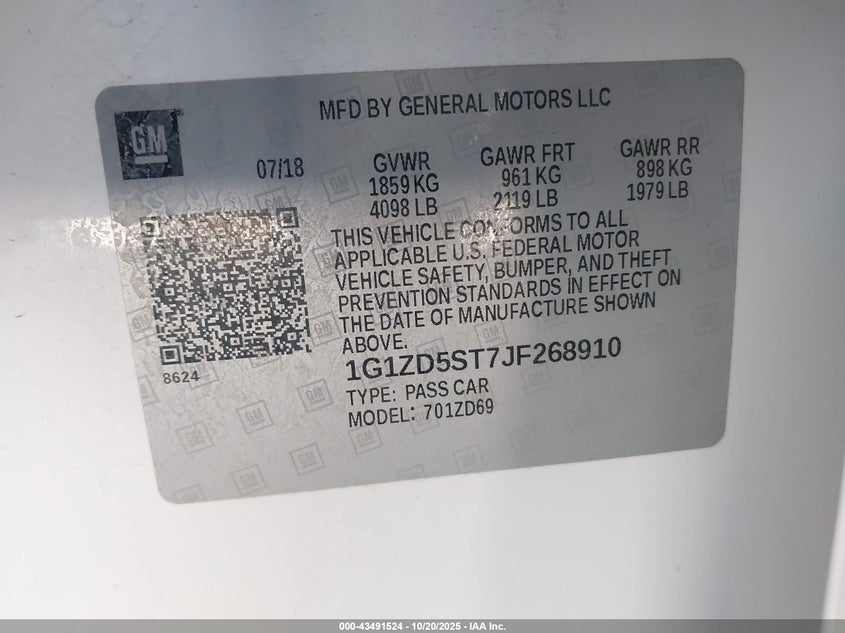 MFD BY GENERAL MOTORS LLC
GM
07/18
GVWR
1859 KG
4098 LB
GAWR FRT
961 KG
2119 LB
GAWR RR
898 KG
1979 LB
THIS VEHICLE CONFORMS TO ALL
APPLICABLE U.S. FEDERAL MOTOR
VEHICLE SAFETY, BUMPER, AND THEFT
PREVENTION STANDARDS IN EFFECT ON
THE DATE OF MANUFACTURE SHOWN
ABOVE.
8624
1G1ZD5ST7JF268910
TYPE: PASS CAR
MODEL: 701ZD69
000-43491524 - 10/20/2025 - IAA Inc.